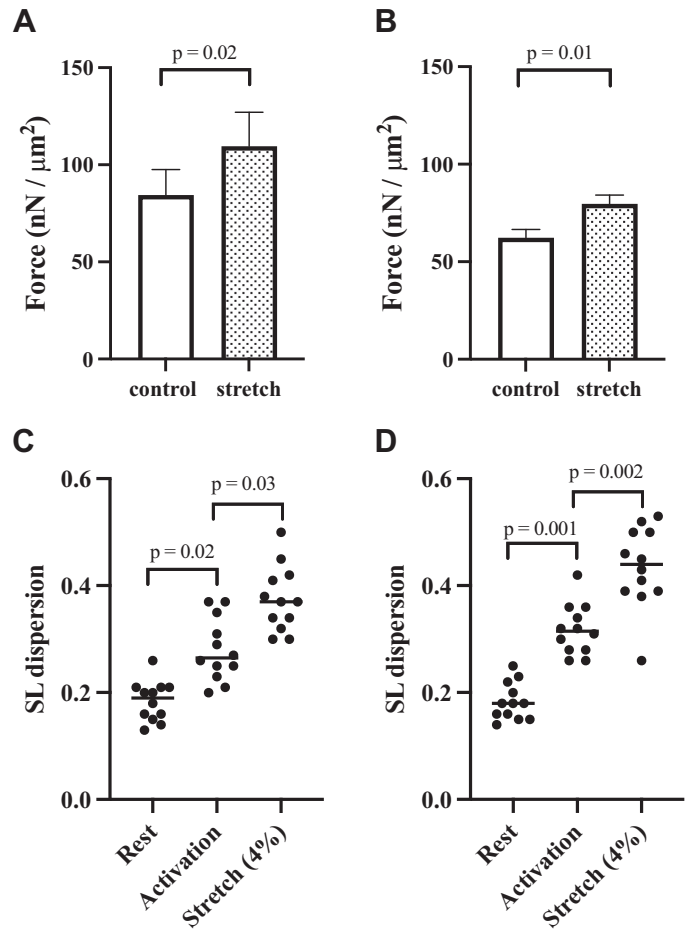 A
p = 0.02
Force (nN / μm²)
150
100
50
0
control stretch
B
p = 0.01
Force (nN / μm²)
150
100
50
0
control stretch
C
p = 0.03
p = 0.02
SL dispersion
0.6
0.4
0.2
0.0
Rest
Activation
Stretch (4%)
D
p = 0.002
p = 0.001
SL dispersion
0.6
0.4
0.2
0.0
Rest
Activation
Stretch (4%)